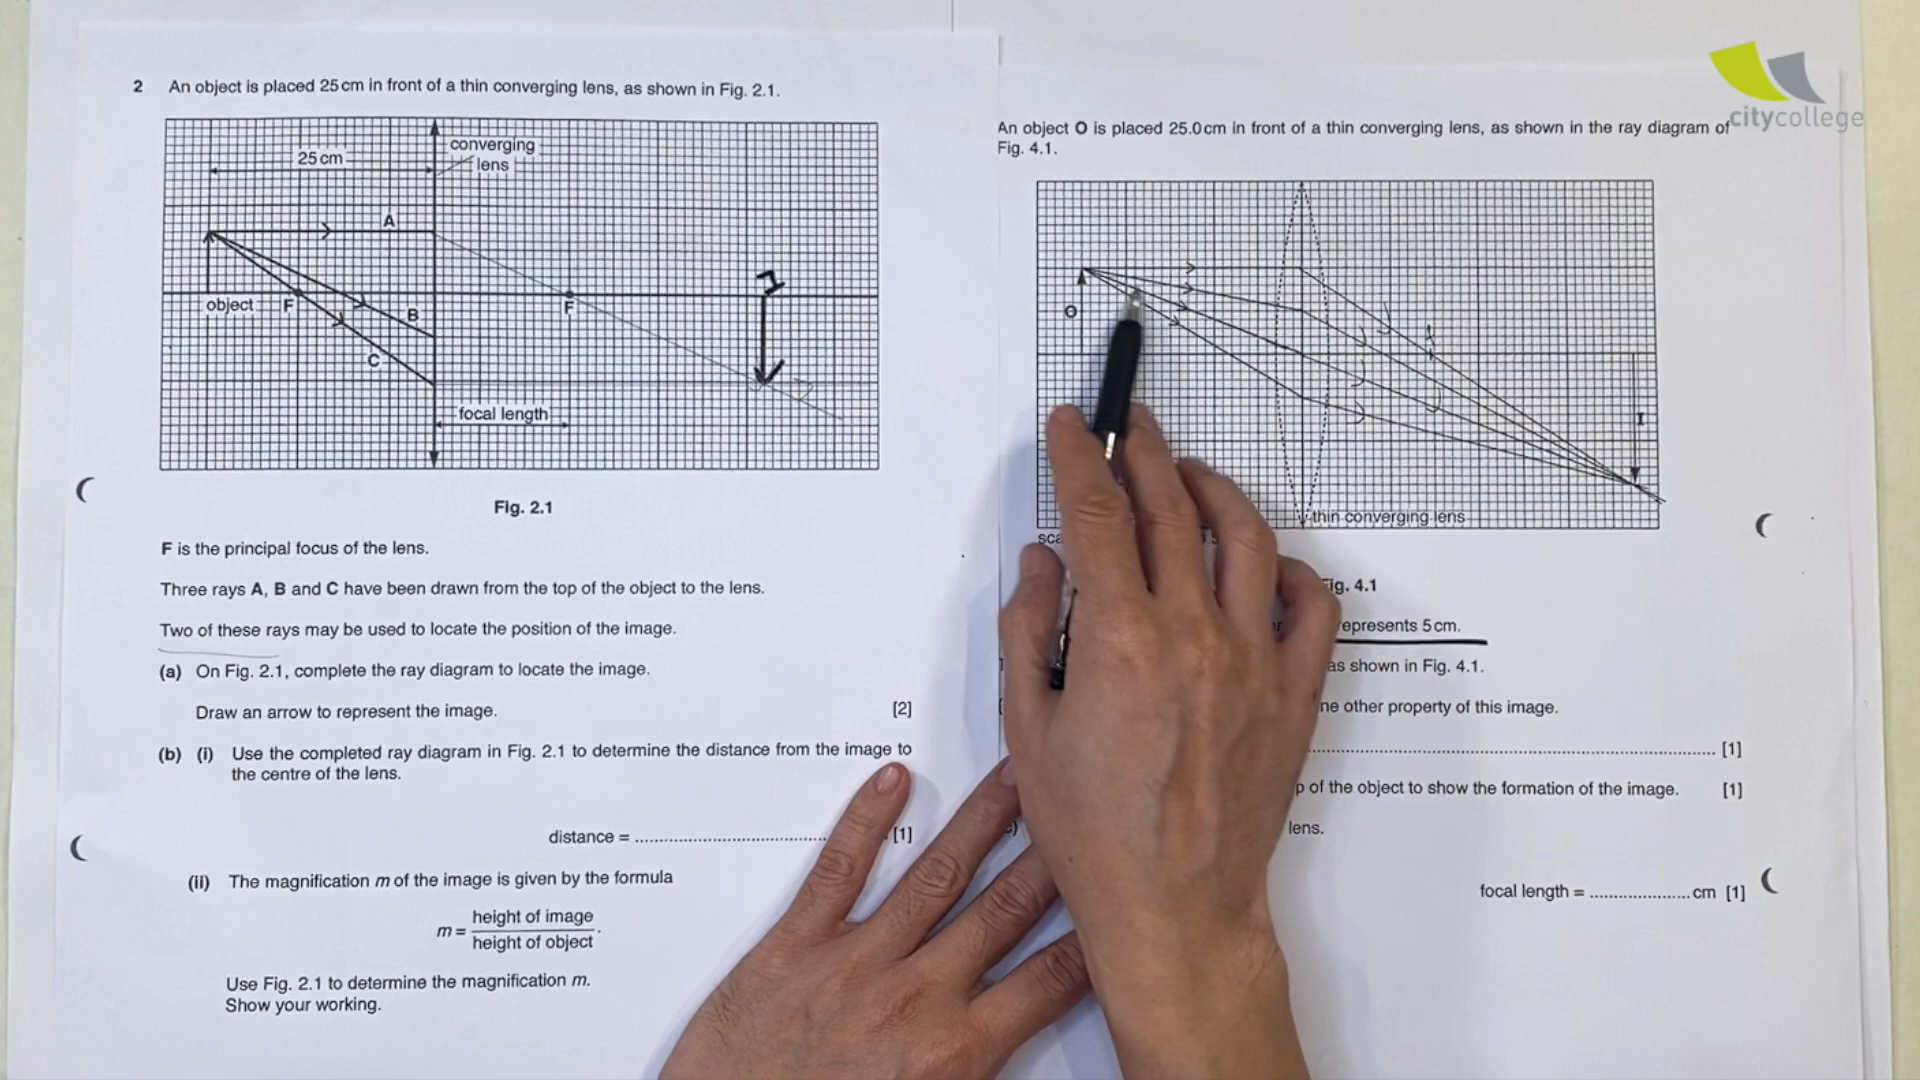 citycollege
2 An object is placed 25 cm in front of a thin converging lens, as shown in Fig. 2.1.
converging
lens
25 cm
A
object
F
B
F
C
I
focal length
Fig. 2.1
F is the principal focus of the lens.
Three rays A, B and C have been drawn from the top of the object to the lens.
Two of these rays may be used to locate the position of the image.
(a) On Fig. 2.1, complete the ray diagram to locate the image.
Draw an arrow to represent the image. [2]
(b) (i) Use the completed ray diagram in Fig. 2.1 to determine the distance from the image to
the centre of the lens.
distance = .......................................... [1]
(ii) The magnification m of the image is given by the formula
m = height of image
height of object .
Use Fig. 2.1 to determine the magnification m.
Show your working.
An object O is placed 25.0 cm in front of a thin converging lens, as shown in the ray diagram of
Fig. 4.1.
O
f
I
thin converging lens
Fig. 4.1
represents 5 cm.
as shown in Fig. 4.1.
other property of this image.
[1]
of the object to show the formation of the image. [1]
lens.
focal length = ..................... cm [1]